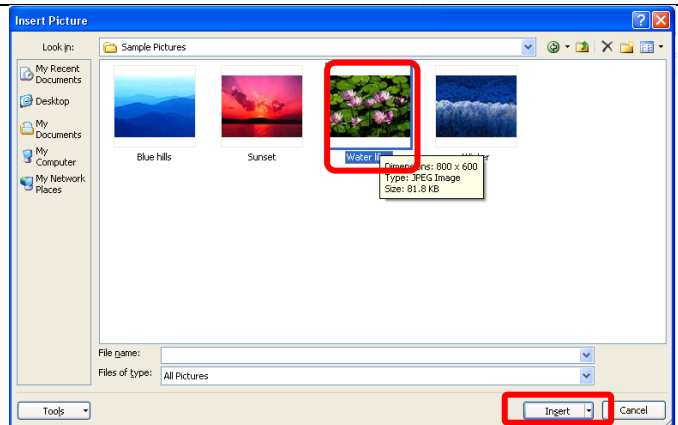 Insert Picture
Look in:
Sample Pictures
My Recent
Documents
Desktop
My
Documents
My
Computer
My Network
Places
Blue hills
Sunset
Water
Dimensions: 800 x 600
Type: JPEG Image
Size: 81.8 KB
File name:
Files of type:
All Pictures
Tools
Insert
Cancel